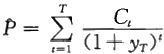 P̂ = \sum_{t=1}^{T} \frac{C_t}{(1 + y_T)^t}